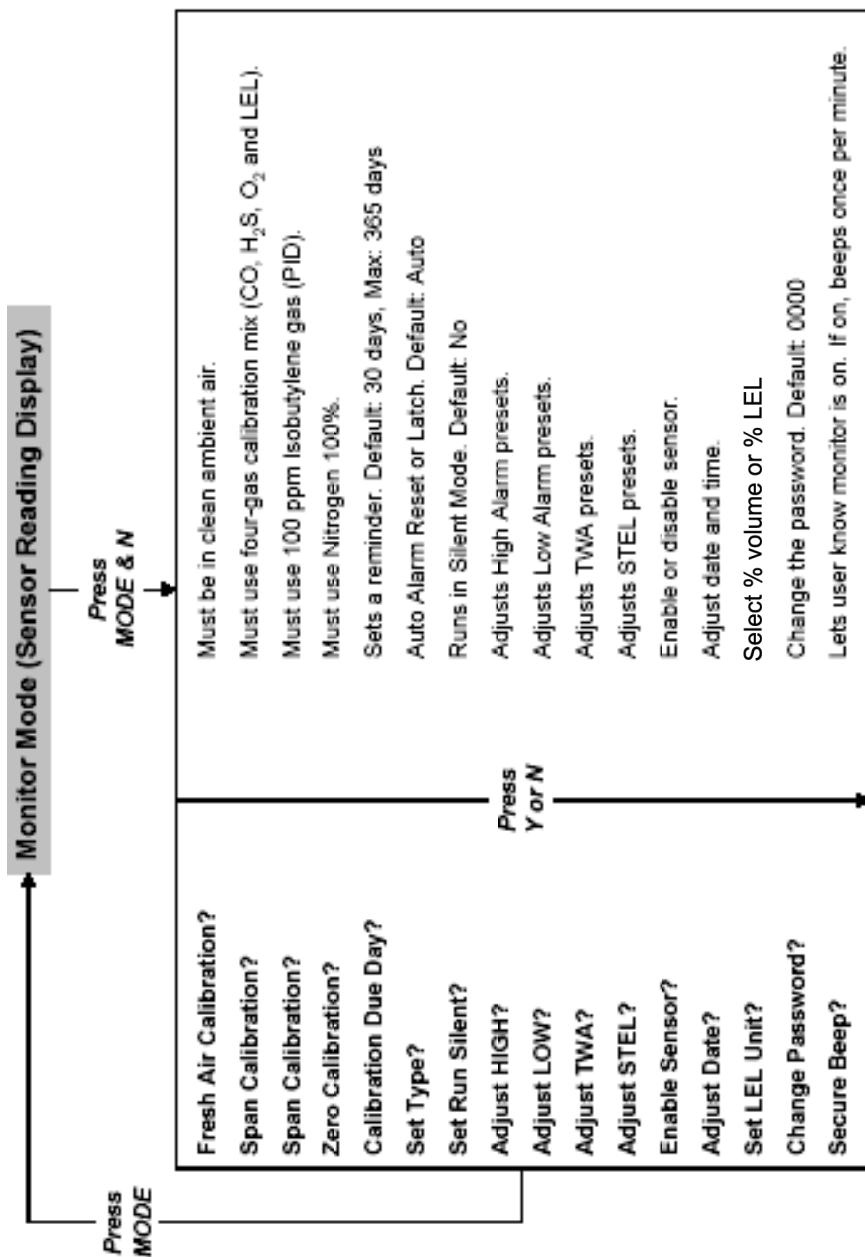 Monitor Mode (Sensor Reading Display)
Press
MODE
Press
MODE & N
Fresh Air Calibration? Must be in clean ambient air.
Span Calibration? Must use four-gas calibration mix (CO, H₂S, O₂ and LEL).
Span Calibration? Must use 100 ppm Isobutylene gas (PID).
Zero Calibration? Must use Nitrogen 100%.
Calibration Due Day? Sets a reminder. Default: 30 days, Max: 365 days
Set Type? Auto Alarm Reset or Latch. Default: Auto
Set Run Silent? Runs in Silent Mode. Default: No
Adjust HIGH? Adjusts High Alarm presets.
Adjust LOW? Adjusts Low Alarm presets.
Adjust TWA? Adjusts TWA presets.
Adjust STEL? Adjusts STEL presets.
Enable Sensor? Enable or disable sensor.
Adjust Date? Adjust date and time.
Set LEL Unit? Select % volume or % LEL
Change Password? Change the password. Default: 0000
Secure Beep? Lets user know monitor is on. If on, beeps once per minute.
Press
Y or N